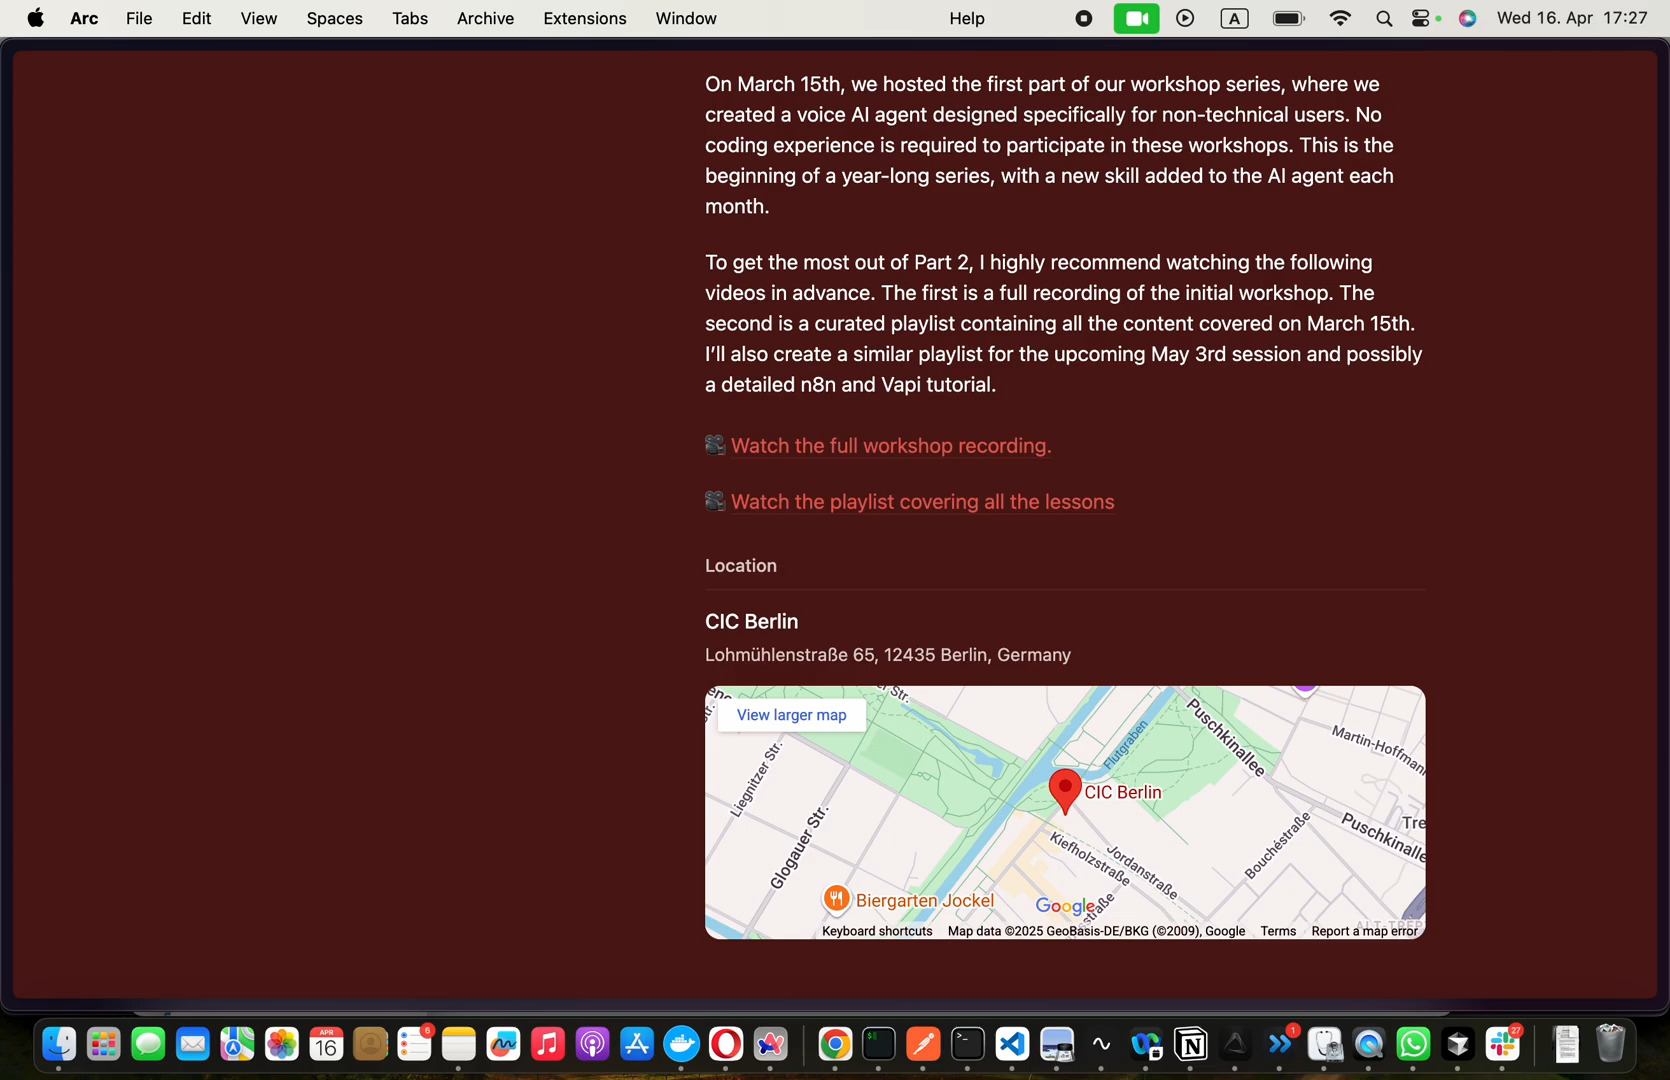 Arc File Edit View Spaces Tabs Archive Extensions Window Help A Wed 16. Apr 17:27
On March 15th, we hosted the first part of our workshop series, where we
created a voice AI agent designed specifically for non-technical users. No
coding experience is required to participate in these workshops. This is the
beginning of a year-long series, with a new skill added to the AI agent each
month.
To get the most out of Part 2, I highly recommend watching the following
videos in advance. The first is a full recording of the initial workshop. The
second is a curated playlist containing all the content covered on March 15th.
I'll also create a similar playlist for the upcoming May 3rd session and possibly
a detailed n8n and Vapi tutorial.
Watch the full workshop recording.
Watch the playlist covering all the lessons
Location
CIC Berlin
Lohmühlenstraße 65, 12435 Berlin, Germany
View larger map
Puschkinallee
Martin-Hoffmann
Flutgraben
Liegnitzer Str.
CIC Berlin
Glogauer Str.
Kiefholzstraße
Jordanstraße
Bouchéstraße
Puschkinalle
Tre
Biergarten Jockel
Google
Keyboard shortcuts Map data ©2025 GeoBasis-DE/BKG (©2009), Google Terms Report a map error
APR
16
6
1
27